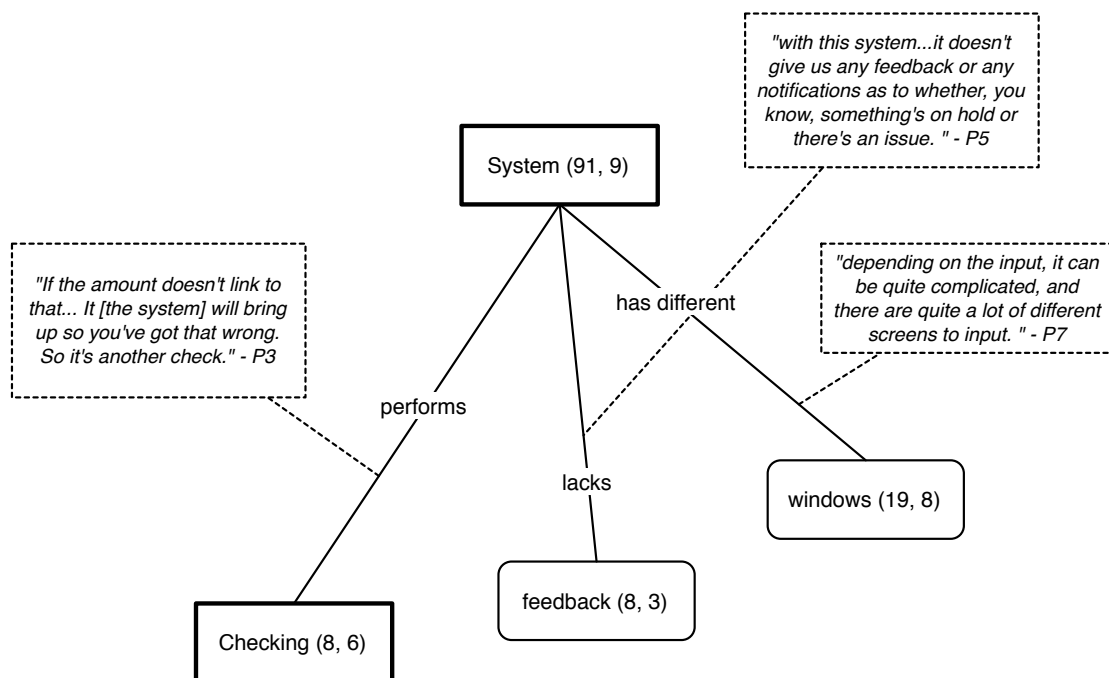 "with this system...it doesn't
give us any feedback or any
notifications as to whether, you
know, something's on hold or
there's an issue. " - P5
System (91, 9)
"If the amount doesn't link to
that... It [the system] will bring
up so you've got that wrong.
So it's another check." - P3
"depending on the input, it can
be quite complicated, and
there are quite a lot of different
screens to input. " - P7
has different
performs
lacks
windows (19, 8)
feedback (8, 3)
Checking (8, 6)